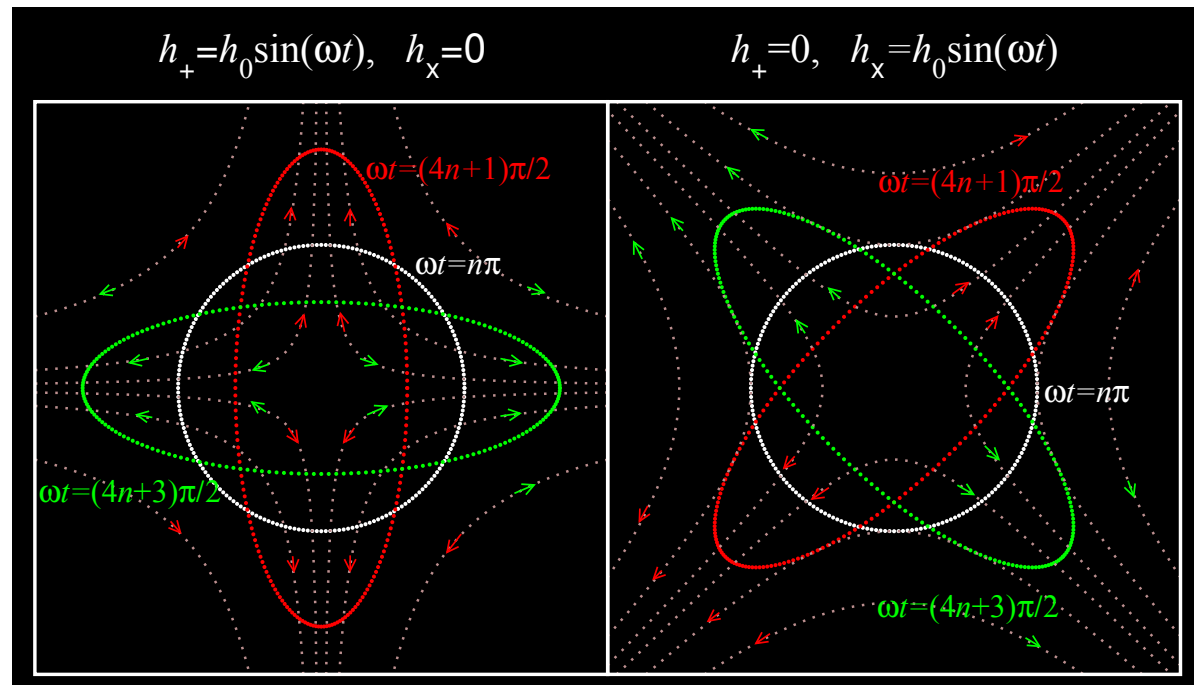 h₊=h₀sin(ωt), hₓ=0
h₊=0, hₓ=h₀sin(ωt)
ωt=(4n+1)π/2
ωt=nπ
ωt=(4n+3)π/2
ωt=(4n+1)π/2
ωt=nπ
ωt=(4n+3)π/2